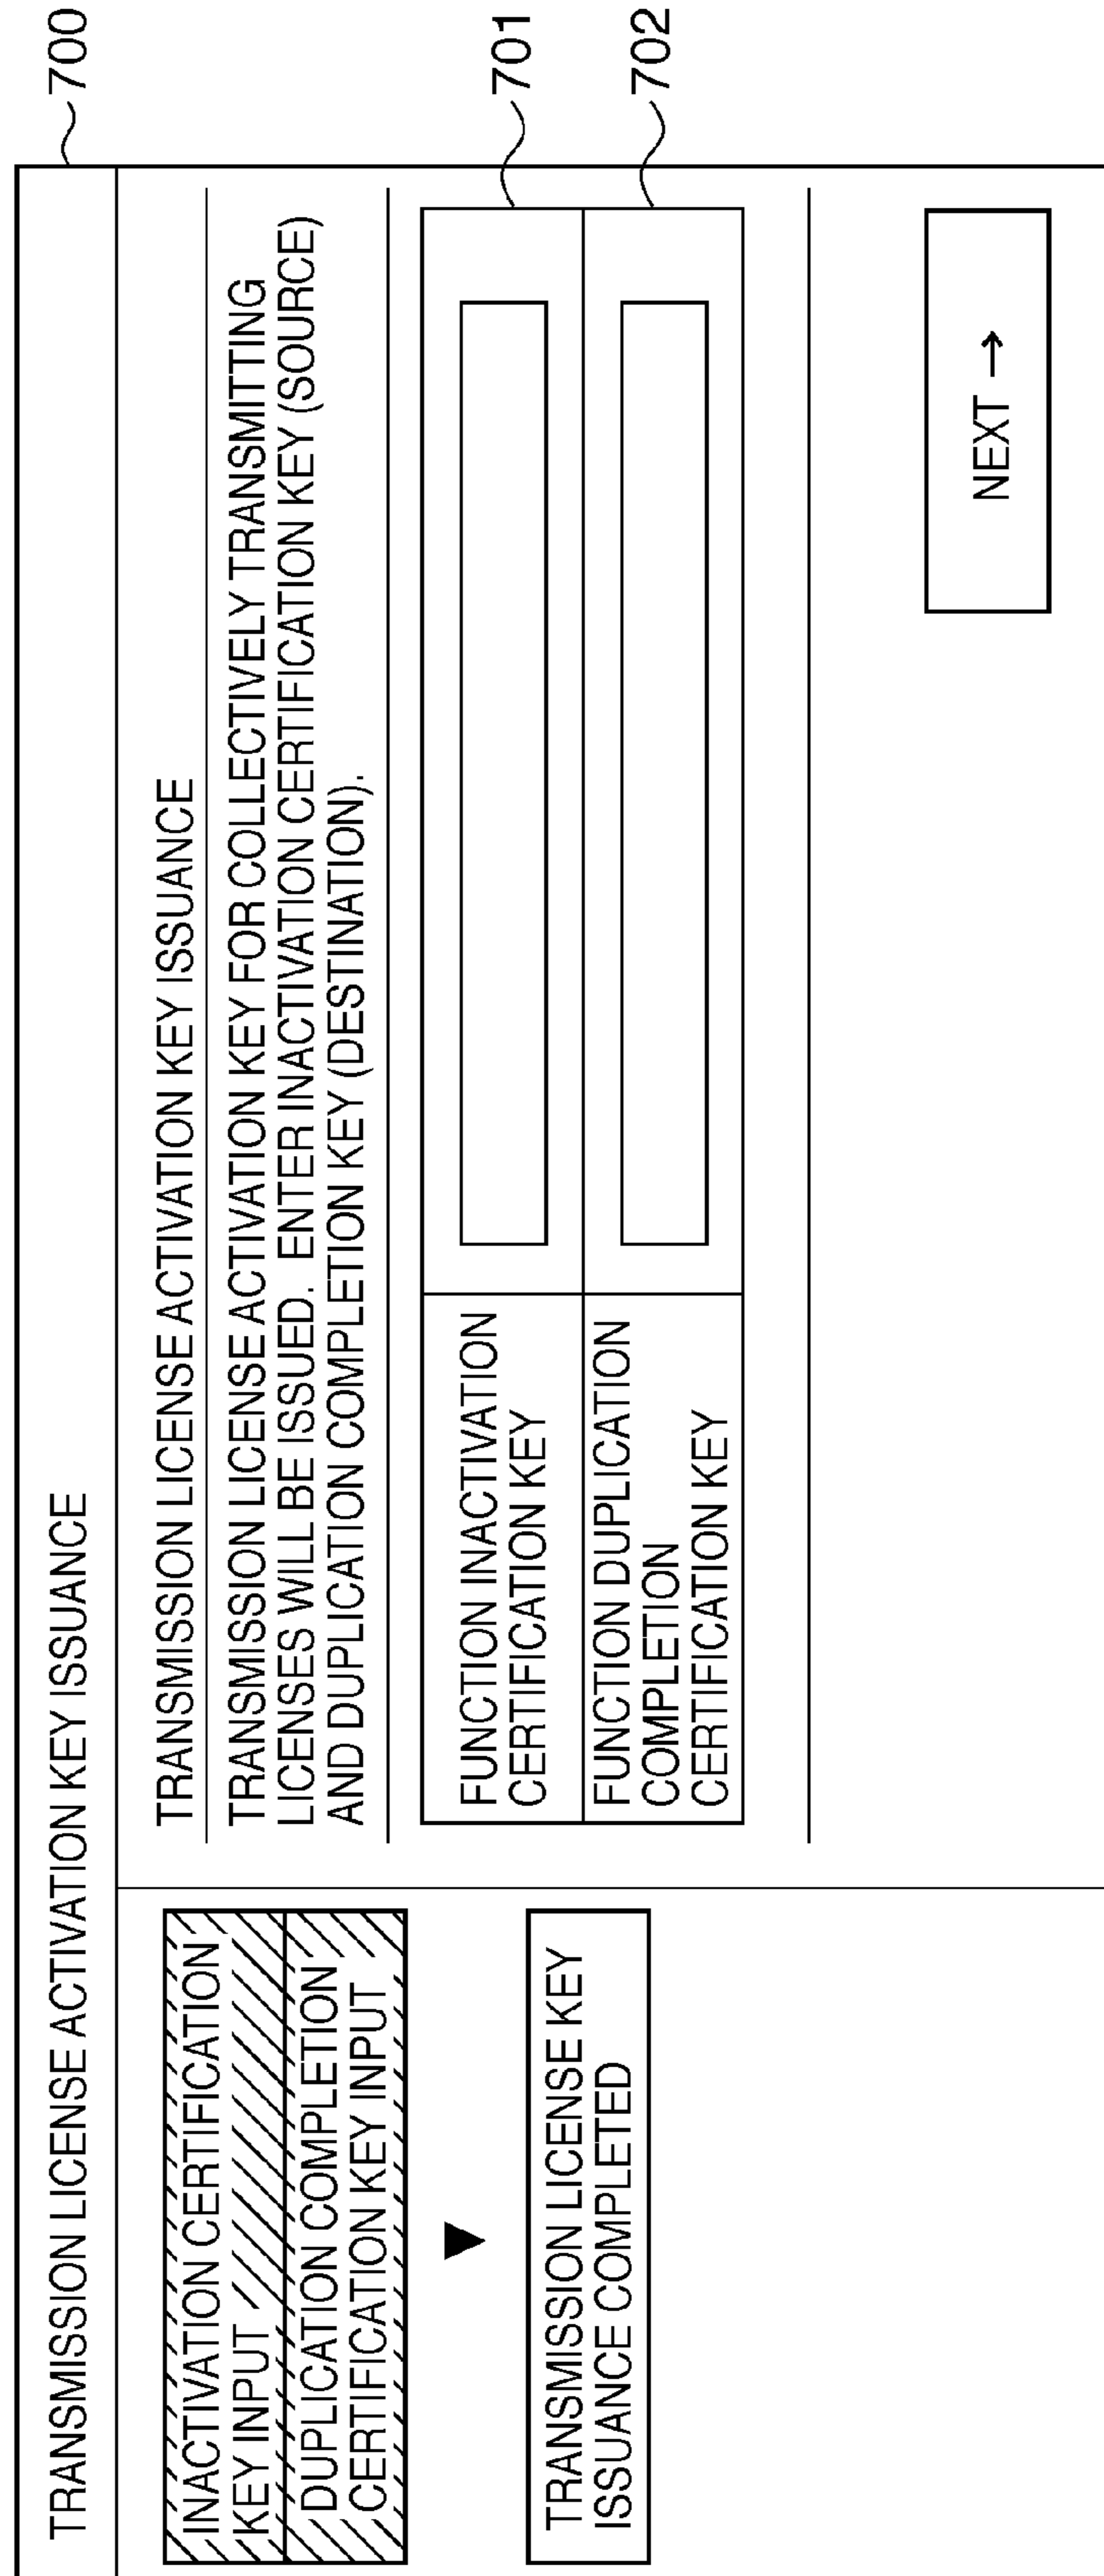 TRANSMISSION LICENSE ACTIVATION KEY ISSUANCE
700
INACTIVATION CERTIFICATION
KEY INPUT
DUPLICATION COMPLETION
CERTIFICATION KEY INPUT
▼
TRANSMISSION LICENSE KEY
ISSUANCE COMPLETED
TRANSMISSION LICENSE ACTIVATION KEY ISSUANCE
TRANSMISSION LICENSE ACTIVATION KEY FOR COLLECTIVELY TRANSMITTING
LICENSES WILL BE ISSUED. ENTER INACTIVATION CERTIFICATION KEY (SOURCE)
AND DUPLICATION COMPLETION KEY (DESTINATION).
FUNCTION INACTIVATION
CERTIFICATION KEY
701
FUNCTION DUPLICATION
COMPLETION
CERTIFICATION KEY
702
NEXT →